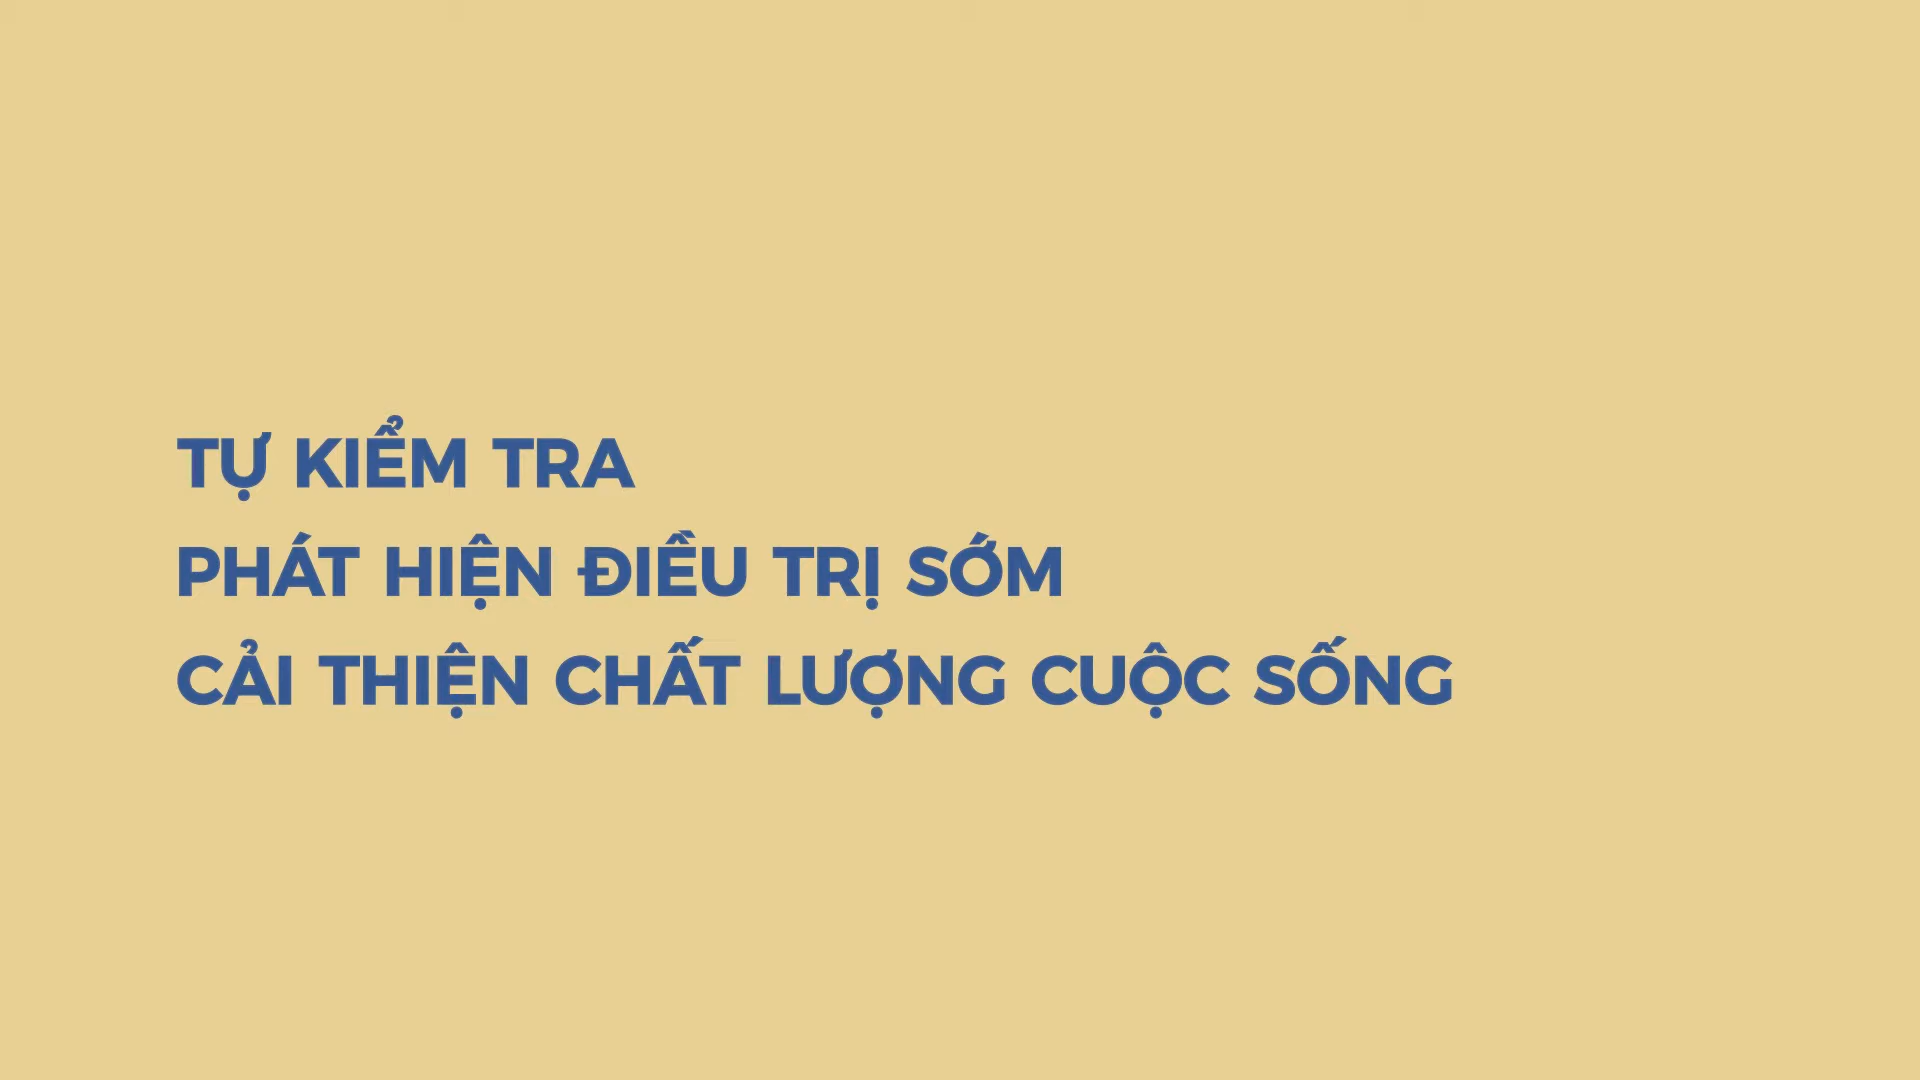 TỰ KIỂM TRA
PHÁT HIỆN ĐIỀU TRỊ SỚM
CẢI THIỆN CHẤT LƯỢNG CUỘC SỐNG